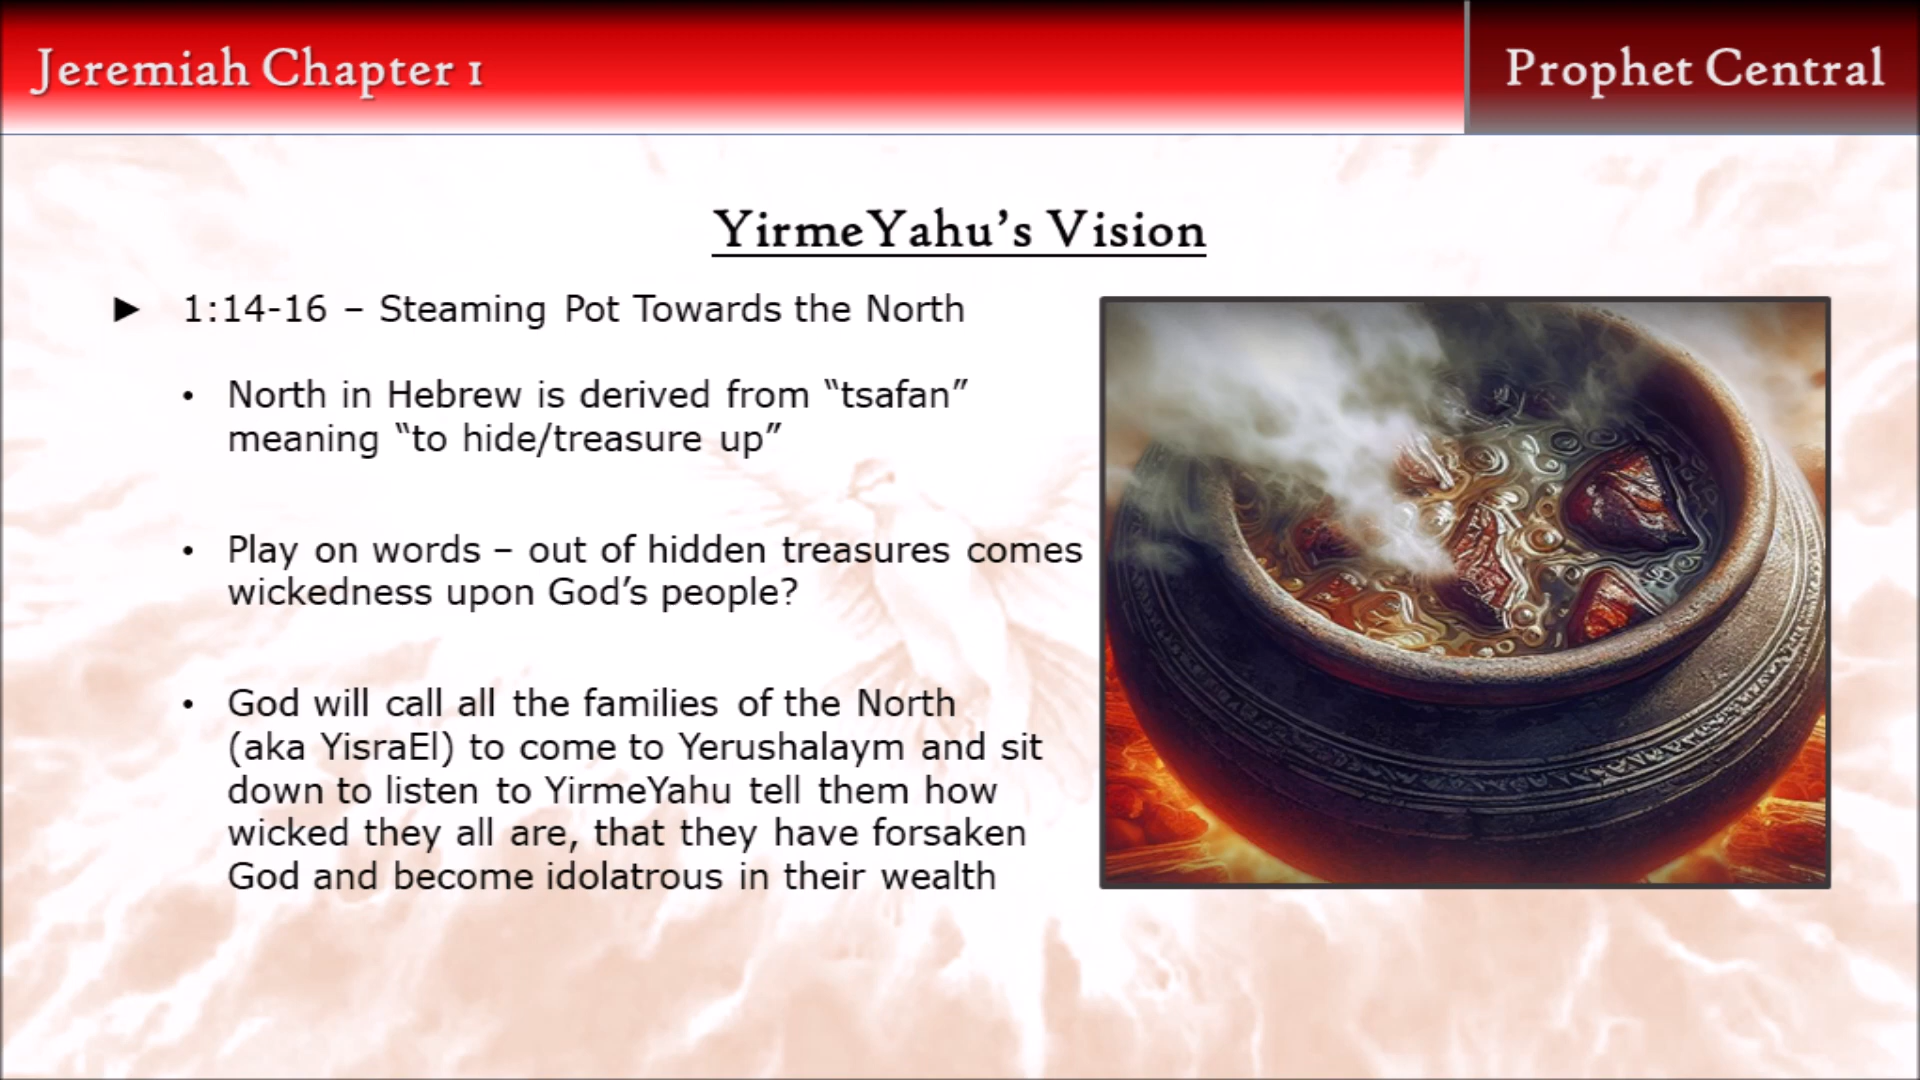 Jeremiah Chapter 1
Prophet Central
YirmeYahu’s Vision
► 1:14-16 – Steaming Pot Towards the North
• North in Hebrew is derived from “tsafan”
meaning “to hide/treasure up”
• Play on words – out of hidden treasures comes
wickedness upon God’s people?
• God will call all the families of the North
(aka YisraEl) to come to Yerushalaym and sit
down to listen to YirmeYahu tell them how
wicked they all are, that they have forsaken
God and become idolatrous in their wealth